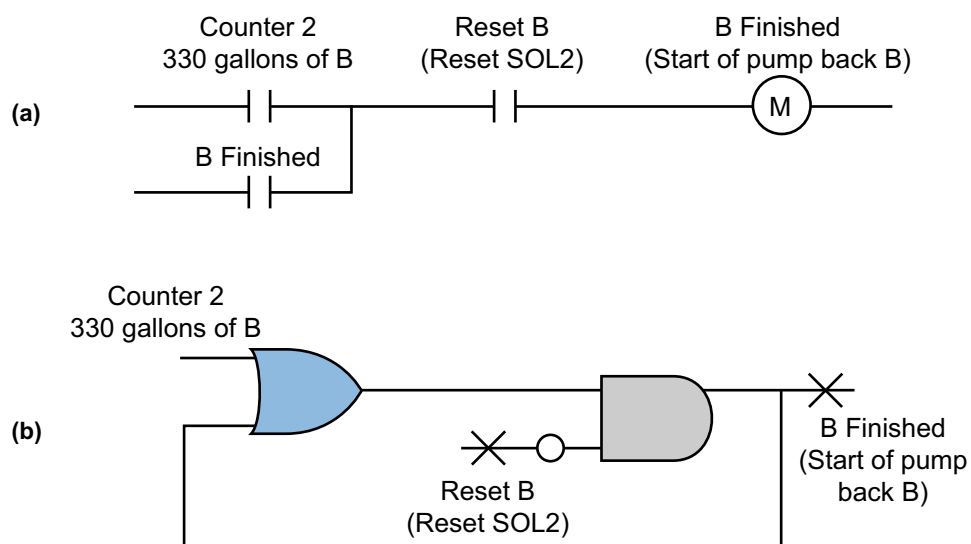 Counter 2
330 gallons of B
Reset B
(Reset SOL2)
B Finished
(Start of pump back B)
(a)
M
B Finished
Counter 2
330 gallons of B
(b)
Reset B
(Reset SOL2)
B Finished
(Start of pump
back B)